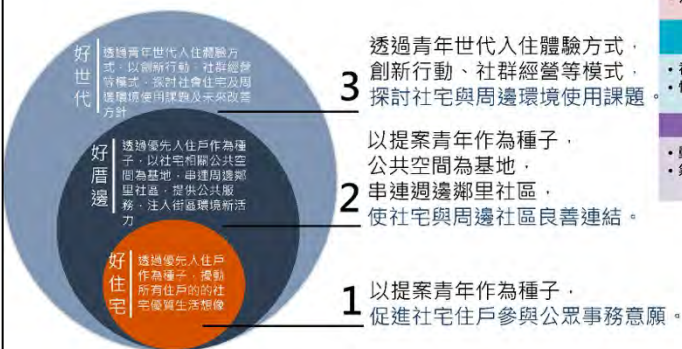 好世代
透過青年世代入住體驗方
式，以創新行動、社群經營
等模式，探討社會住宅及周
邊環境使用課題及未來改善
方針
好厝邊
透過優先入住戶作為種
子，以社宅相關公共空
間為基地，串連周邊鄰
里社區，提供公共服
務，注入街區環境新活
力
好住宅
透過優先入住戶
作為種子，擾動
所有住戶的的社
宅優質生活想像
3
透過青年世代入住體驗方式，
創新行動、社群經營等模式，
探討社宅與周邊環境使用課題。
2
以提案青年作為種子，
公共空間為基地，
串連週邊鄰里社區，
使社宅與周邊社區良善連結。
1
以提案青年作為種子，
促進社宅住戶參與公眾事務意願。